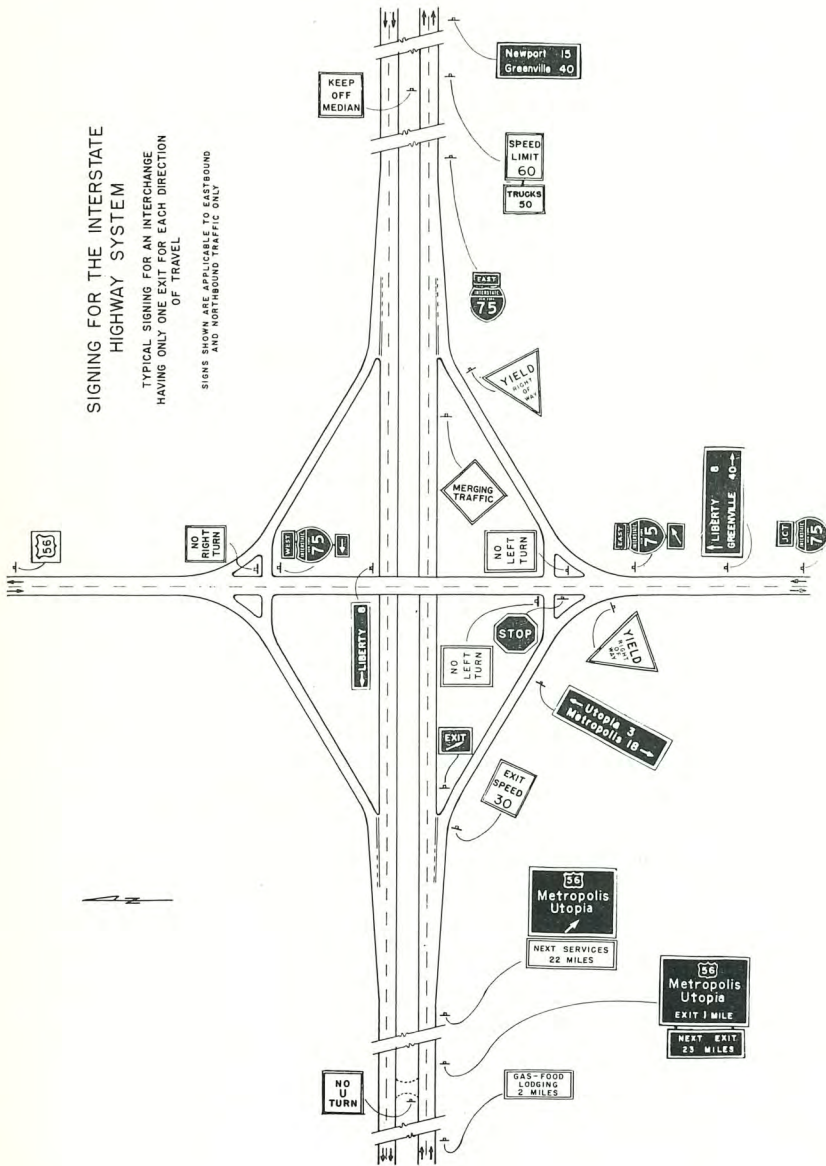 SIGNING FOR THE INTERSTATE
HIGHWAY SYSTEM
TYPICAL SIGNING FOR AN INTERCHANGE
HAVING ONLY ONE EXIT FOR EACH DIRECTION
OF TRAVEL
SIGNS SHOWN ARE APPLICABLE TO EASTBOUND
AND NORTHBOUND TRAFFIC ONLY
KEEP
OFF
MEDIAN
Newport 15
Greenville 40
SPEED
LIMIT
60
TRUCKS
50
EAST
INTERSTATE
75
YIELD
RIGHT
OF
WAY
MERGING
TRAFFIC
US
56
NO
RIGHT
TURN
WEST
INTERSTATE
75
LIBERTY 8
NO
LEFT
TURN
EAST
INTERSTATE
75
LIBERTY 8
GREENVILLE 40
JCT
INTERSTATE
75
NO
LEFT
TURN
STOP
YIELD
RIGHT
OF
WAY
Utopia 3
Metropolis 18
EXIT
EXIT
SPEED
30
N
56
Metropolis
Utopia
NEXT SERVICES
22 MILES
56
Metropolis
Utopia
EXIT 1 MILE
NEXT EXIT
23 MILES
NO
U
TURN
GAS-FOOD
LODGING
2 MILES